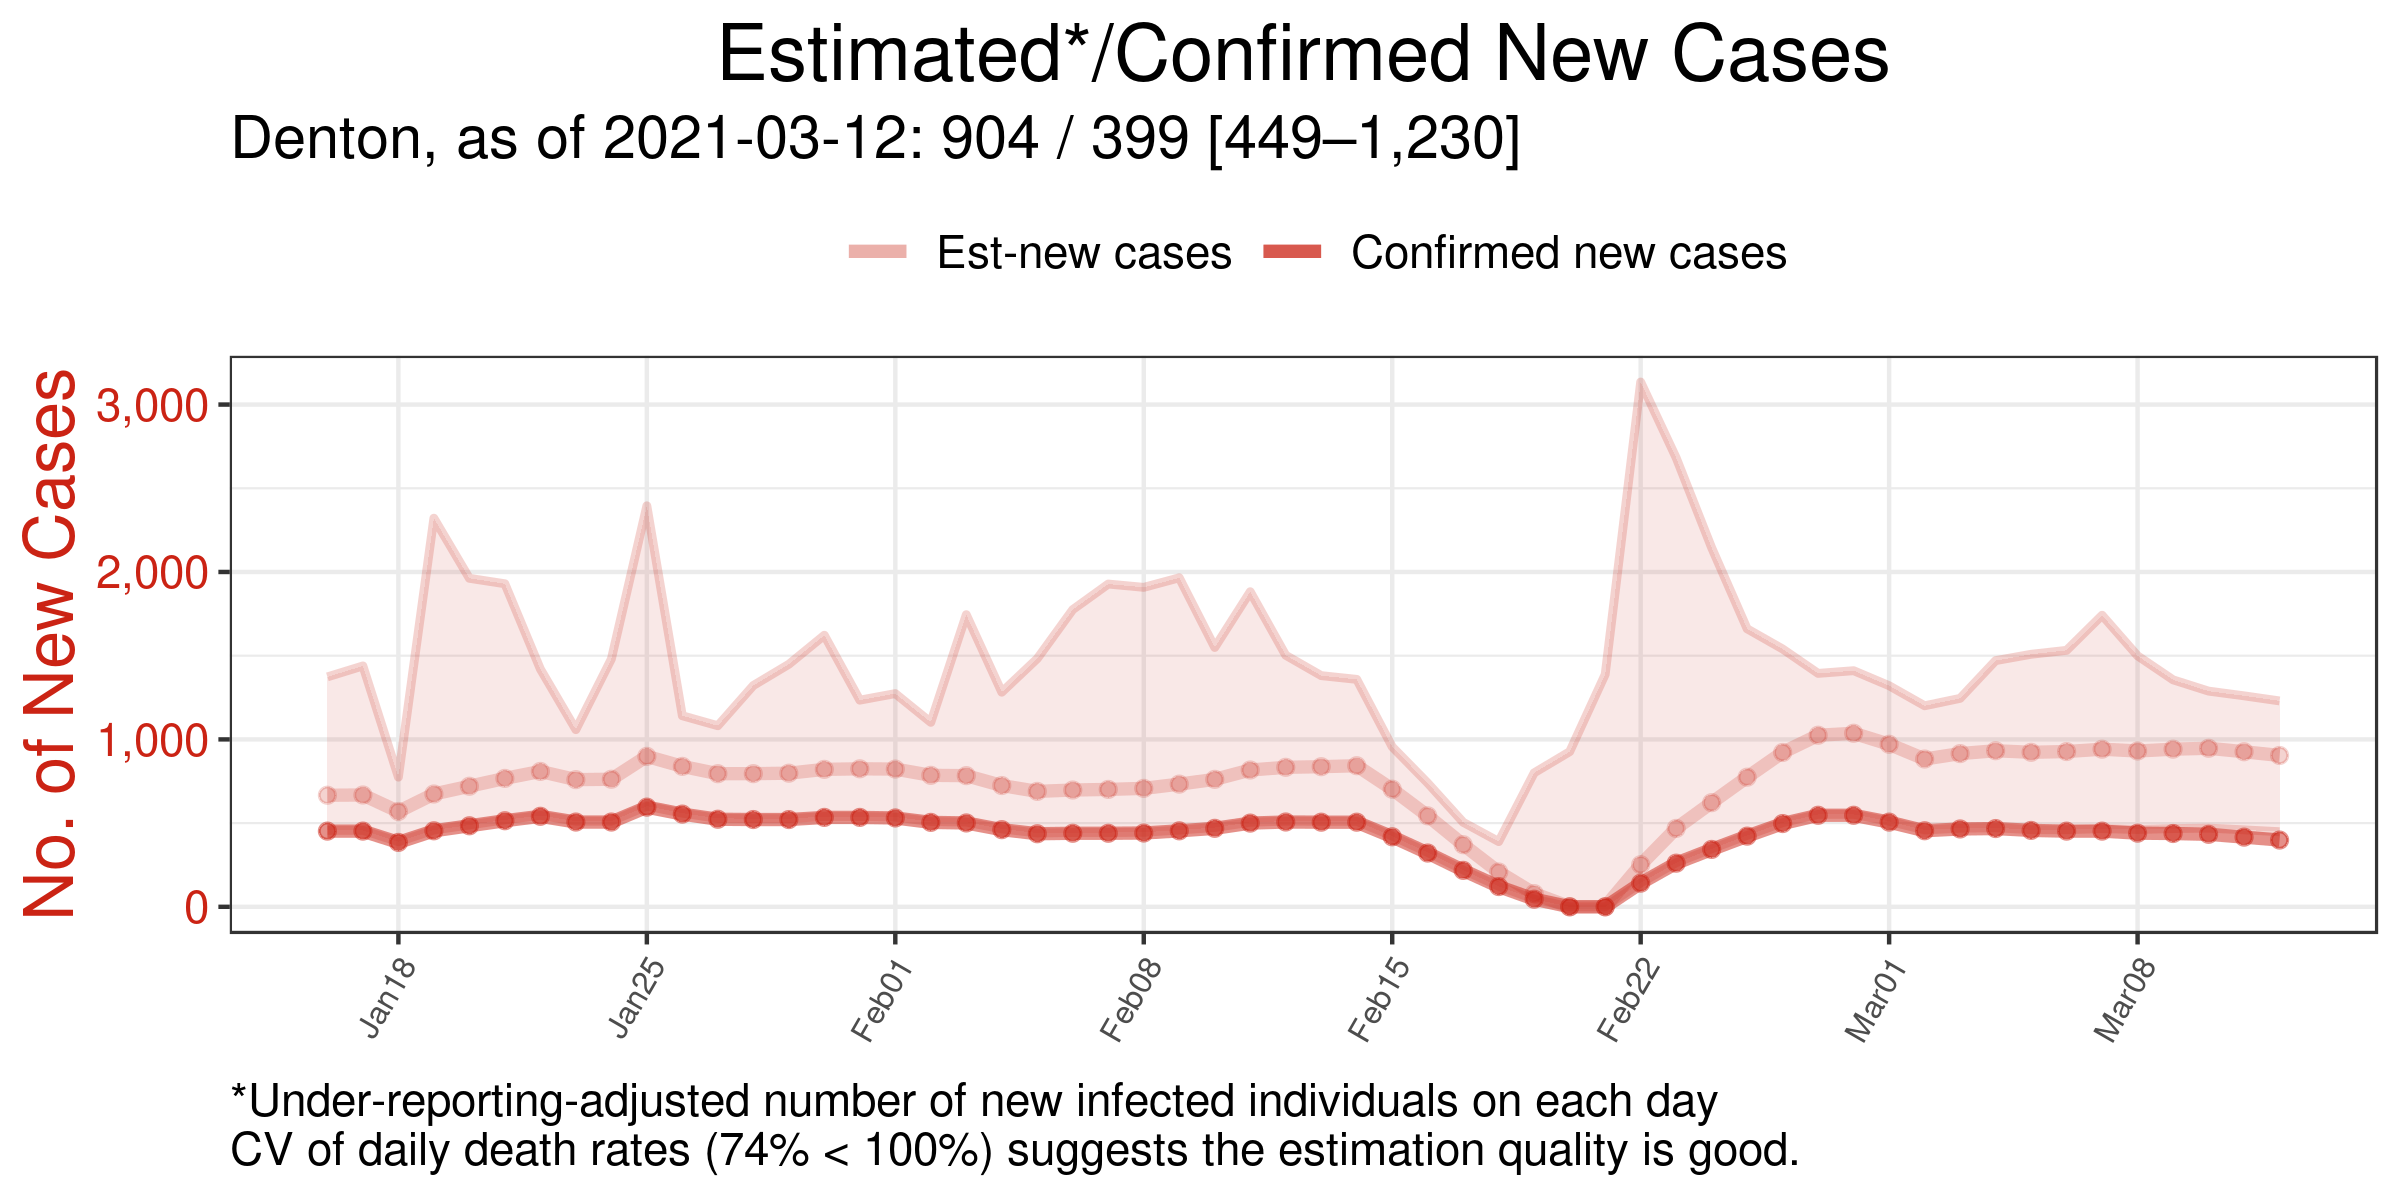 Estimated*/Confirmed New Cases
Denton, as of 2021-03-12: 904 / 399 [449–1,230]
Est-new cases Confirmed new cases
No. of New Cases
3,000
2,000
1,000
0
Jan18 Jan25 Feb01 Feb08 Feb15 Feb22 Mar01 Mar08
*Under-reporting-adjusted number of new infected individuals on each day
CV of daily death rates (74% < 100%) suggests the estimation quality is good.